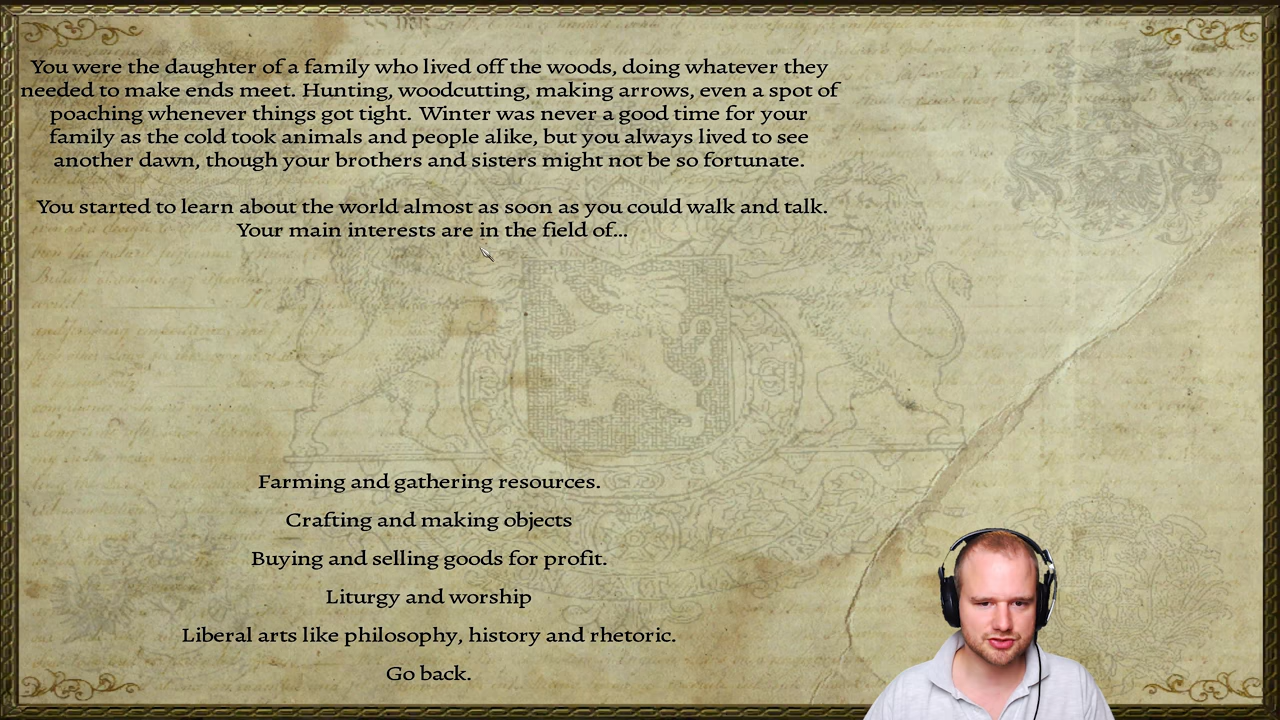 You were the daughter of a family who lived off the woods, doing whatever they
needed to make ends meet. Hunting, woodcutting, making arrows, even a spot of
poaching whenever things got tight. Winter was never a good time for your
family as the cold took animals and people alike, but you always lived to see
another dawn, though your brothers and sisters might not be so fortunate.
You started to learn about the world almost as soon as you could walk and talk.
Your main interests are in the field of...
Farming and gathering resources.
Crafting and making objects
Buying and selling goods for profit.
Liturgy and worship
Liberal arts like philosophy, history and rhetoric.
Go back.